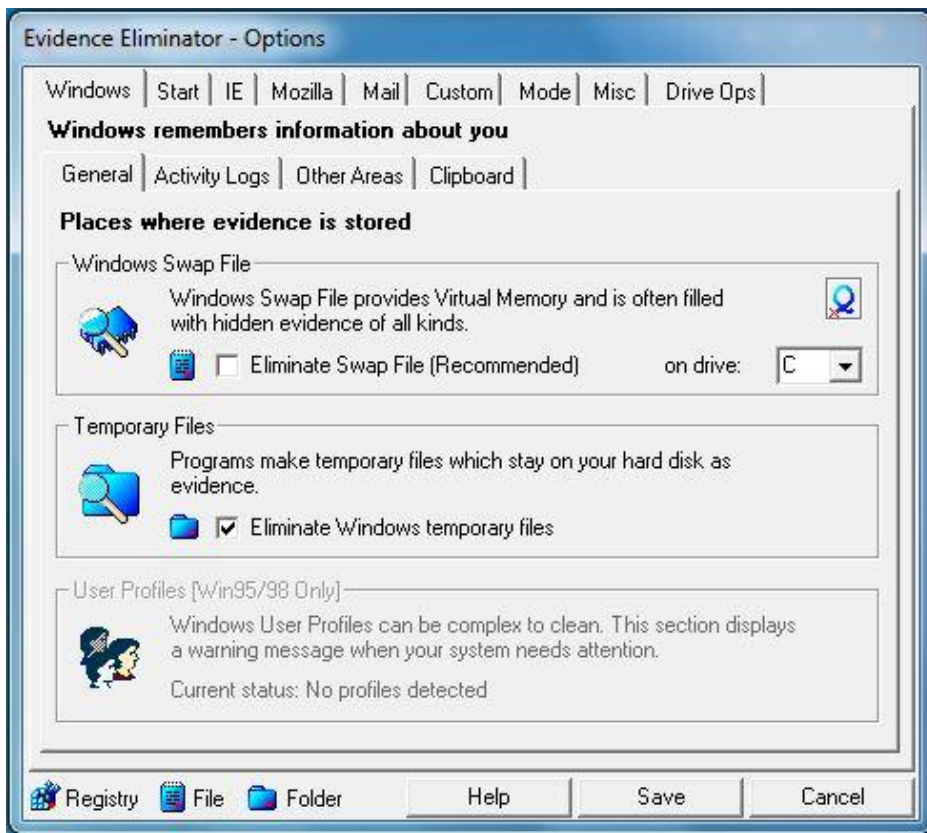 Evidence Eliminator - Options
Windows Start IE Mozilla Mail Custom Mode Misc Drive Ops
Windows remembers information about you
General Activity Logs Other Areas Clipboard
Places where evidence is stored
Windows Swap File
Windows Swap File provides Virtual Memory and is often filled
with hidden evidence of all kinds.
Eliminate Swap File (Recommended) on drive: C
Temporary Files
Programs make temporary files which stay on your hard disk as
evidence.
Eliminate Windows temporary files
User Profiles [Win95/98 Only]
Windows User Profiles can be complex to clean. This section displays
a warning message when your system needs attention.
Current status: No profiles detected
Registry File Folder Help Save Cancel